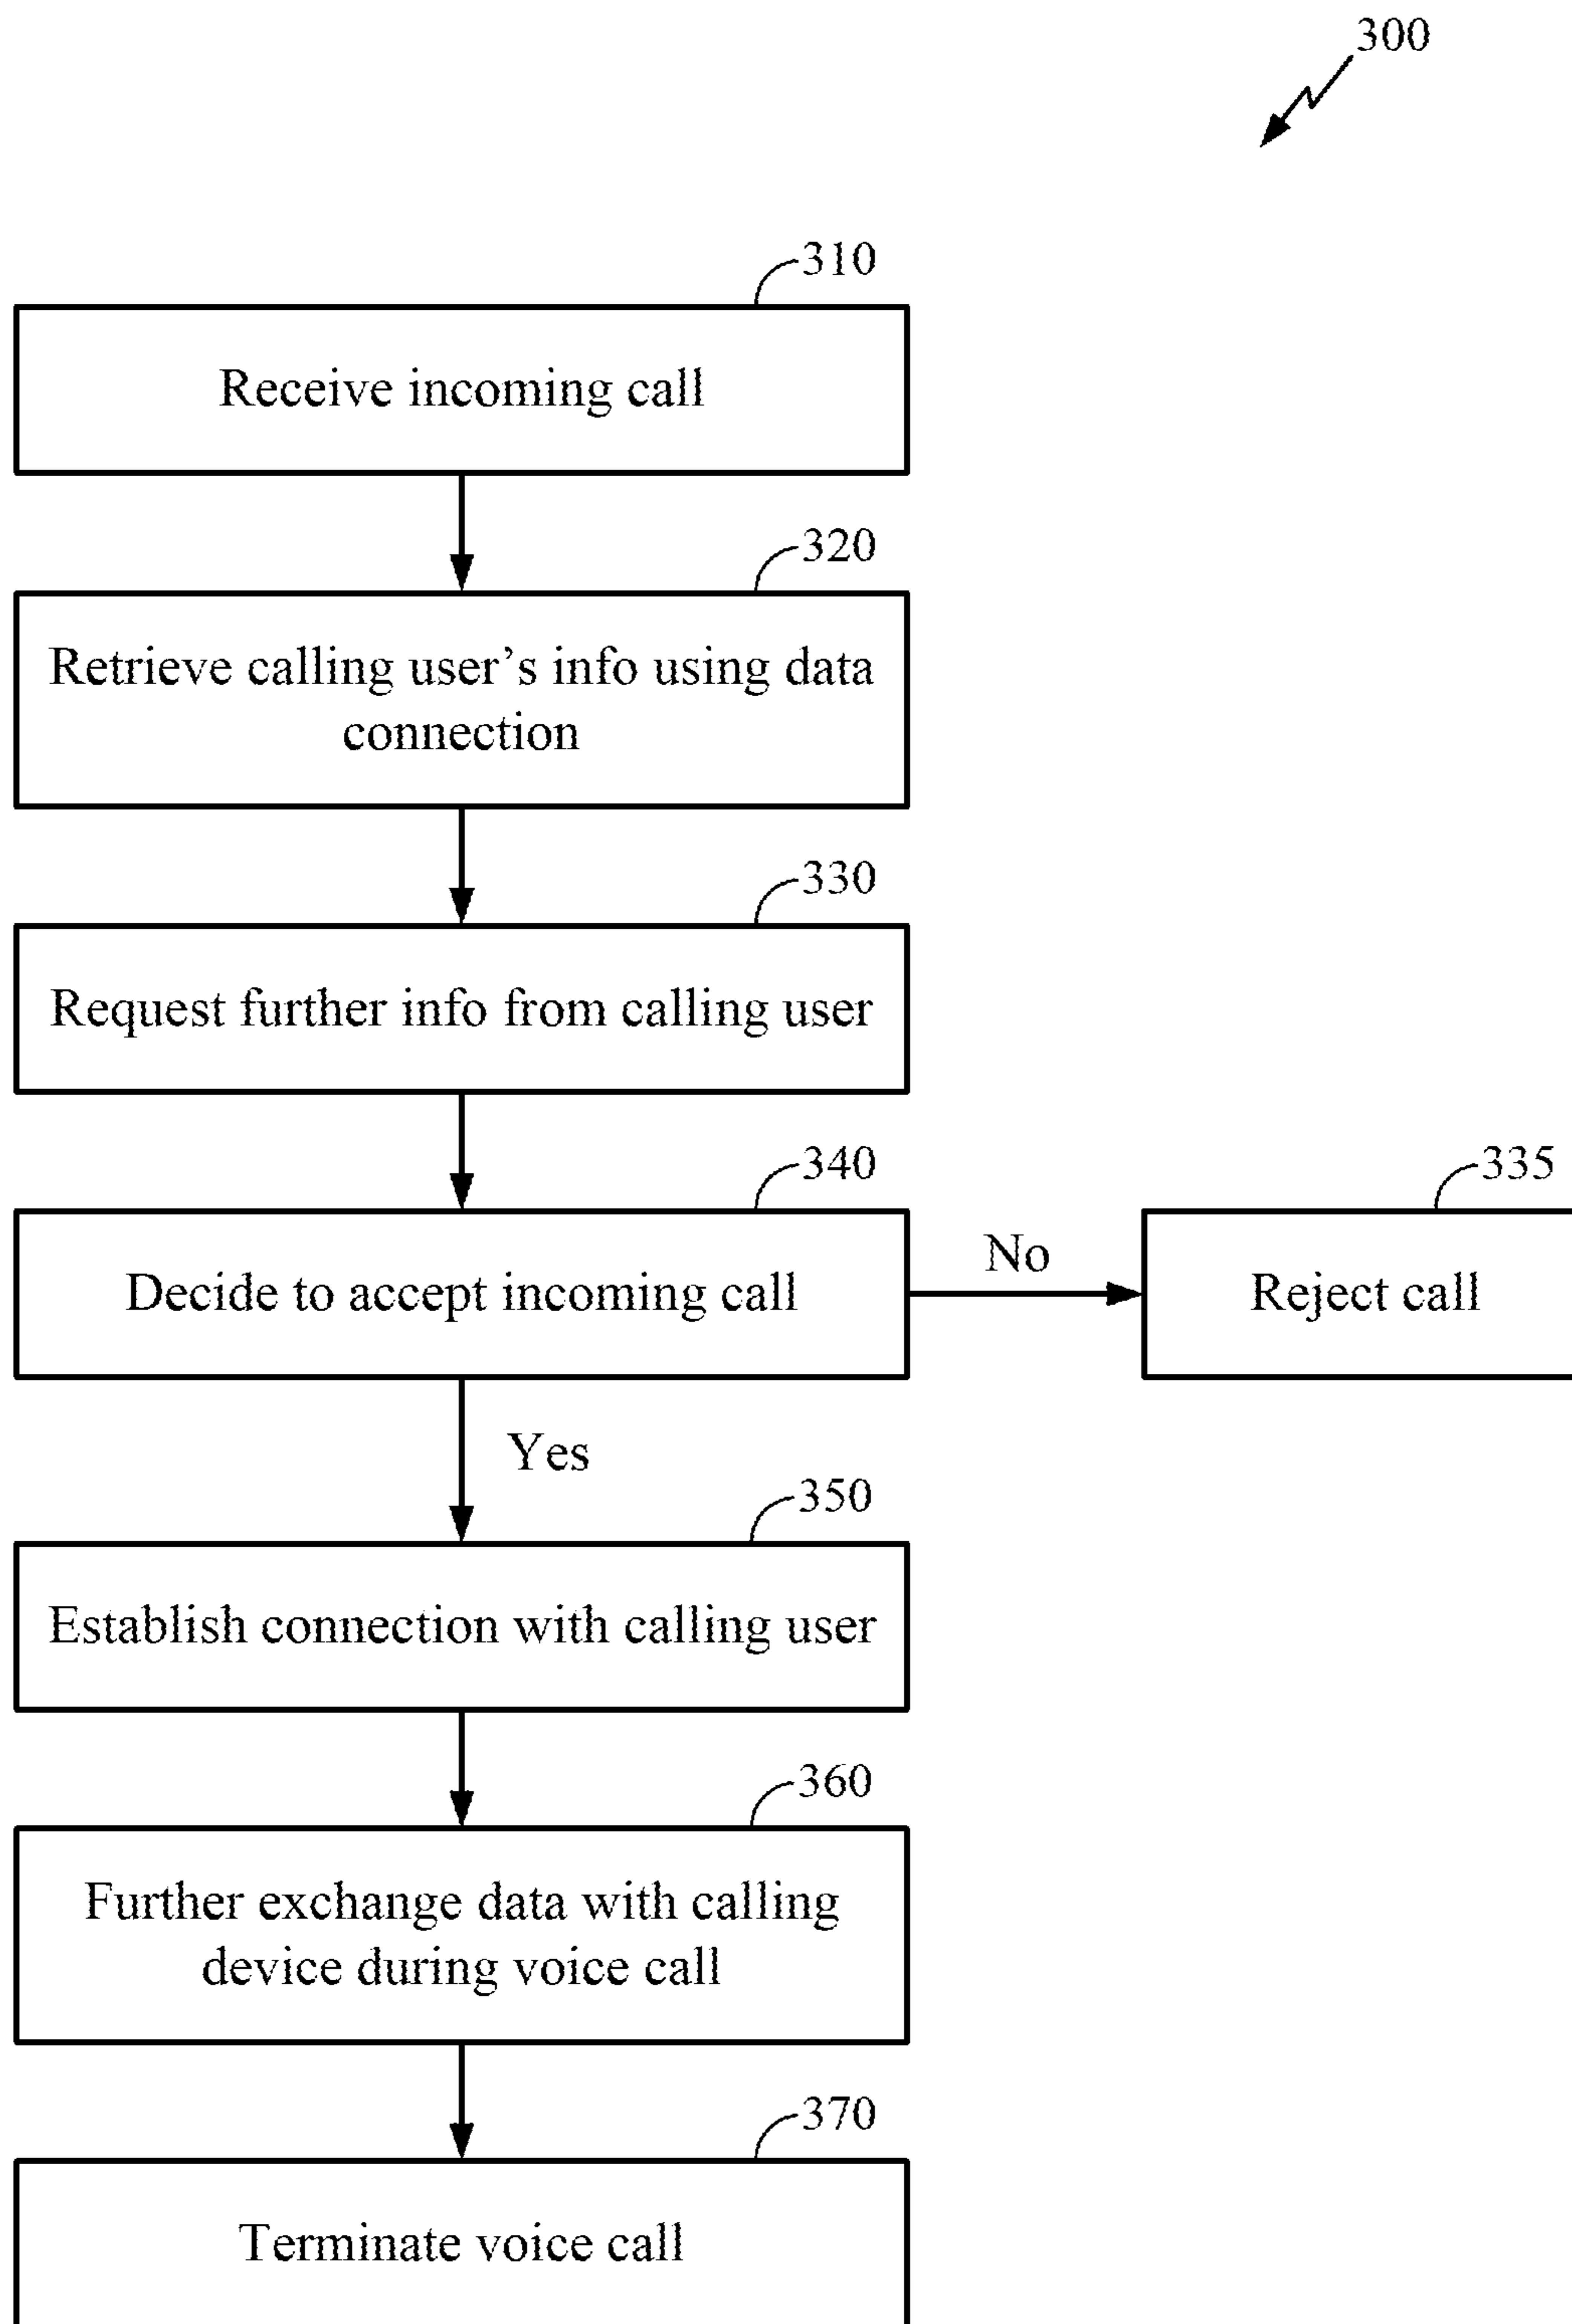 300
310
Receive incoming call
320
Retrieve calling user’s info using data
connection
330
Request further info from calling user
340
Decide to accept incoming call
No
335
Reject call
Yes
350
Establish connection with calling user
360
Further exchange data with calling
device during voice call
370
Terminate voice call